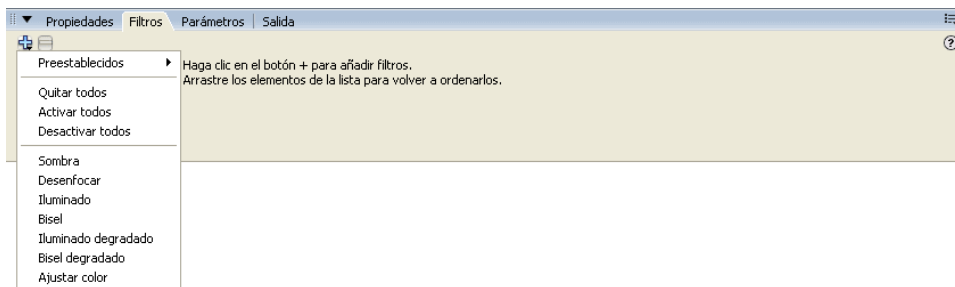 Propiedades Filtros Parámetros Salida
Preestablecidos
Haga clic en el botón + para añadir filtros.
Arrastre los elementos de la lista para volver a ordenarlos.
Quitar todos
Activar todos
Desactivar todos
Sombra
Desenfocar
Iluminado
Bisel
Iluminado degradado
Bisel degradado
Ajustar color